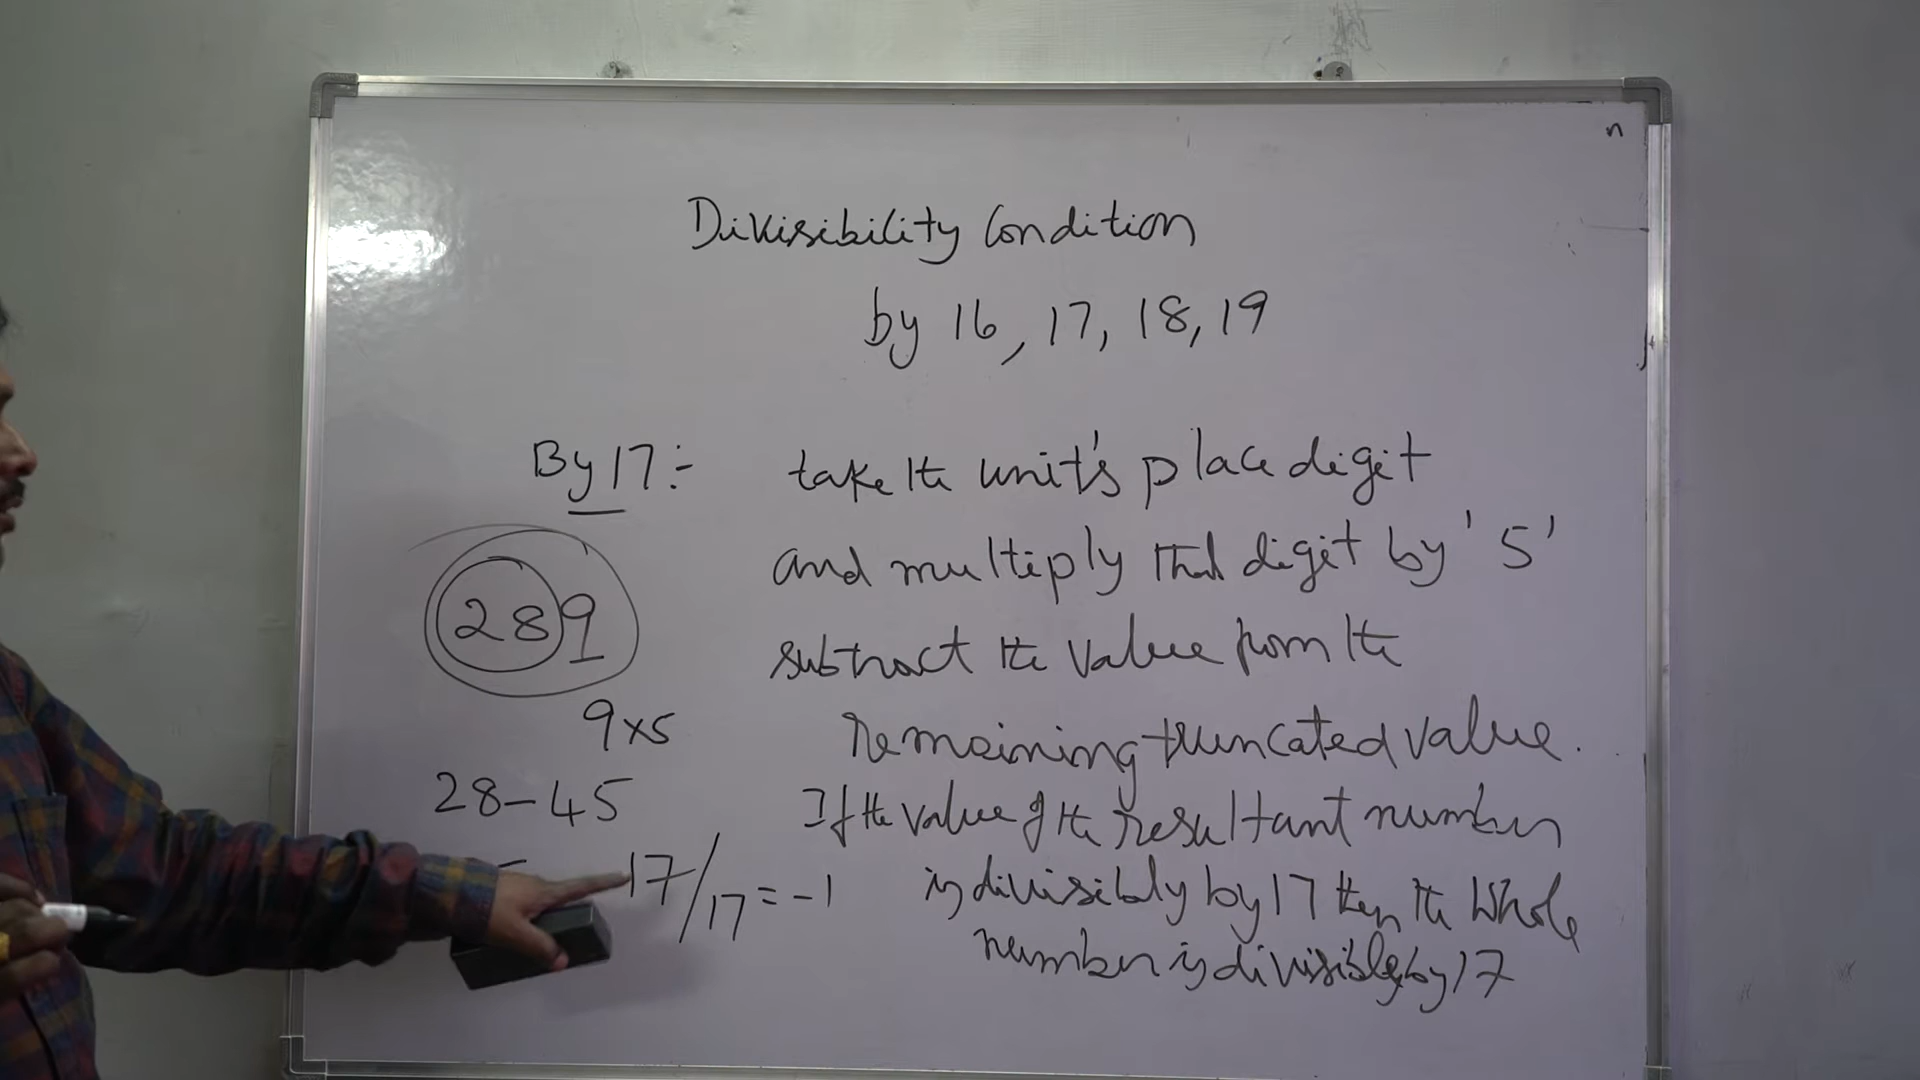 n
Divisibility Condition
by 16, 17, 18, 19
By 17 :-
take the unit's place digit
and multiply that digit by '5'
subtract the value from the
remaining truncated value.
If the value of the resultant number
is divisibly by 17 then the whole
number is divisible by 17
289
9×5
28-45
17/17 = -1